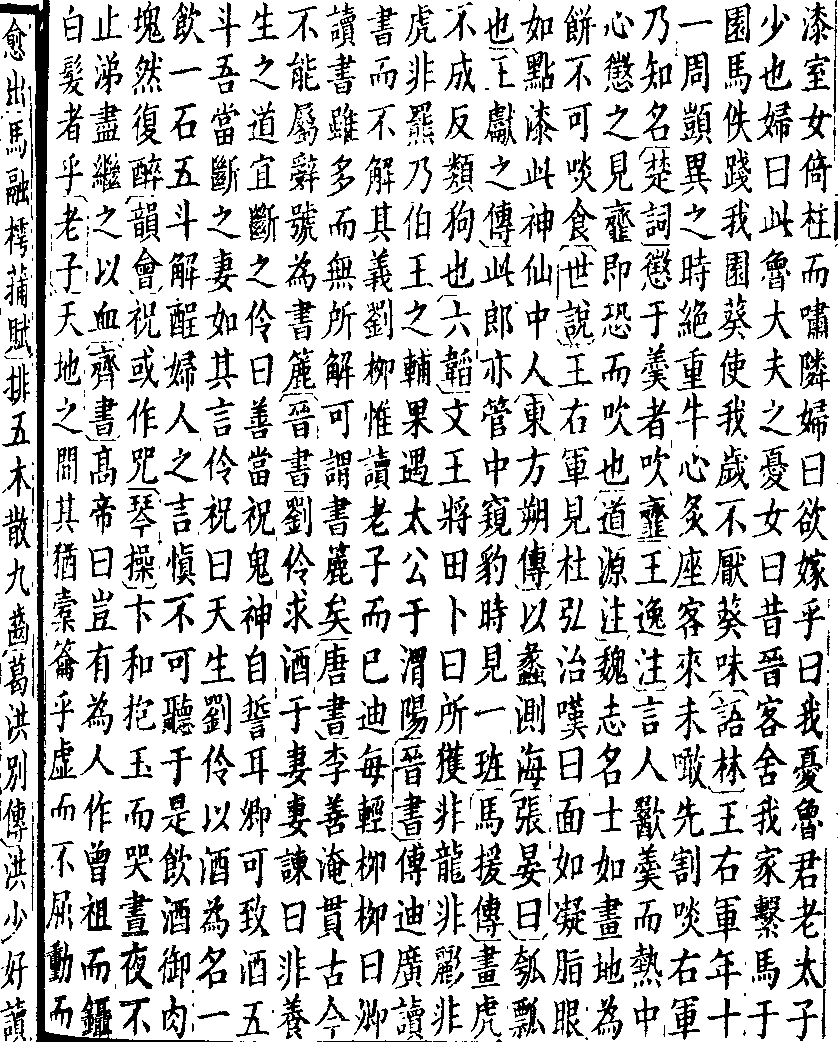 漆室女倚柱而嘯隣婦曰欲嫁乎曰我憂魯君老太子
少也婦曰此魯大夫之憂女曰昔晉客舍我家繫馬于
園馬佚踐我園葵使我歲不厭葵味語林王右軍年十
一周顗異之時絕重牛心炙座客來未噉先割啖右軍
乃知名楚詞懲于羹者吹虀王逸注言人歠羹而熱中
心懲之見虀即恐而吹也道源注魏志名士如畫地為
餅不可啖食世說王右軍見杜弘治嘆曰面如凝脂眼
如點漆此神仙中人東方朔傳以蠡測海張晏曰瓠瓢
也王獻之傳此郎亦管中窺豹時見一班馬援傳畫虎
不成反類狗也六韜文王將田卜曰所獲非龍非彲非
虎非羆乃伯王之輔果遇太公于渭陽晉書傅迪廣讀
書而不解其義劉柳惟讀老子而已迪每輕柳柳曰卿
讀書雖多而無所解可謂書簏矣唐書李善淹貫古今
不能屬辭號為書簏晉書劉伶求酒于妻妻諫曰非養
生之道宜斷之伶曰善當祝鬼神自誓耳卿可致酒五
斗吾當斷之妻如其言伶祝曰天生劉伶以酒為名一
飲一石五斗解酲婦人之言慎不可聽于是飲酒御肉
塊然復醉韻會祝或作咒琴操卞和抱玉而哭晝夜不
止涕盡繼之以血齊書高帝曰豈有為人作曾祖而鑷
白髮者乎老子天地之間其猶橐籥乎虛而不屈動而
愈出馬融樗蒱賦排五木散九齒葛洪別傳洪少好讀